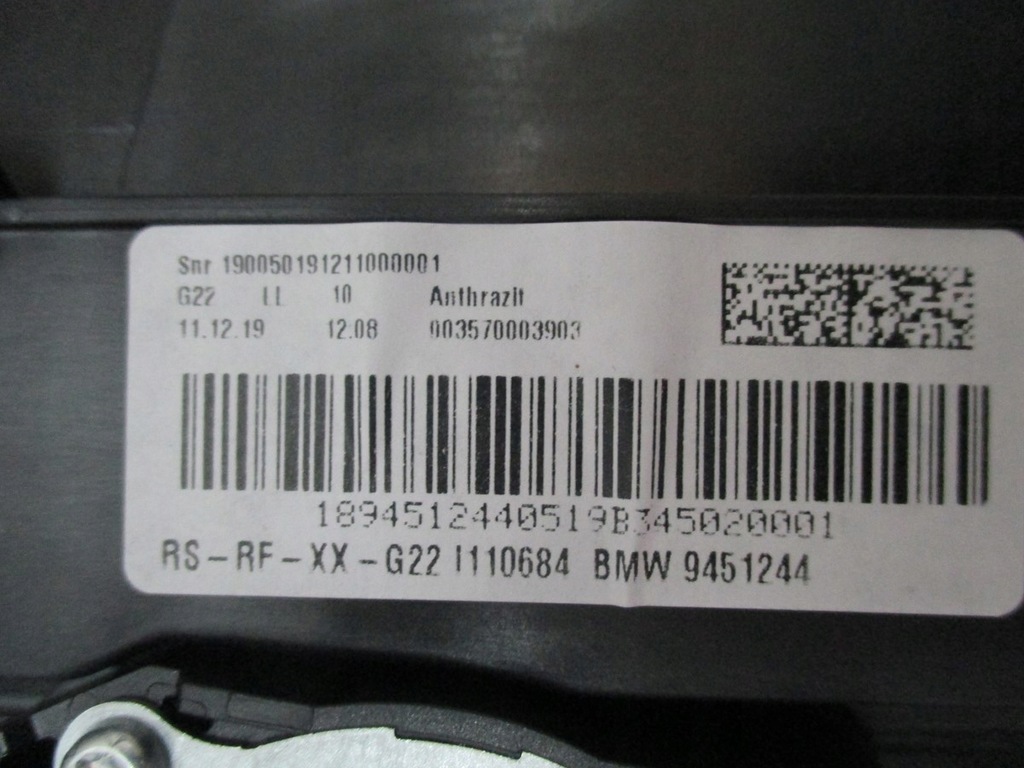 Snr 190050191211000001
G22 LL 10 Anthrazit
11.12.19 12.08 003570003903
1894512440519B345020001
RS-RF-XX-G22 I110684 BMW 9451244